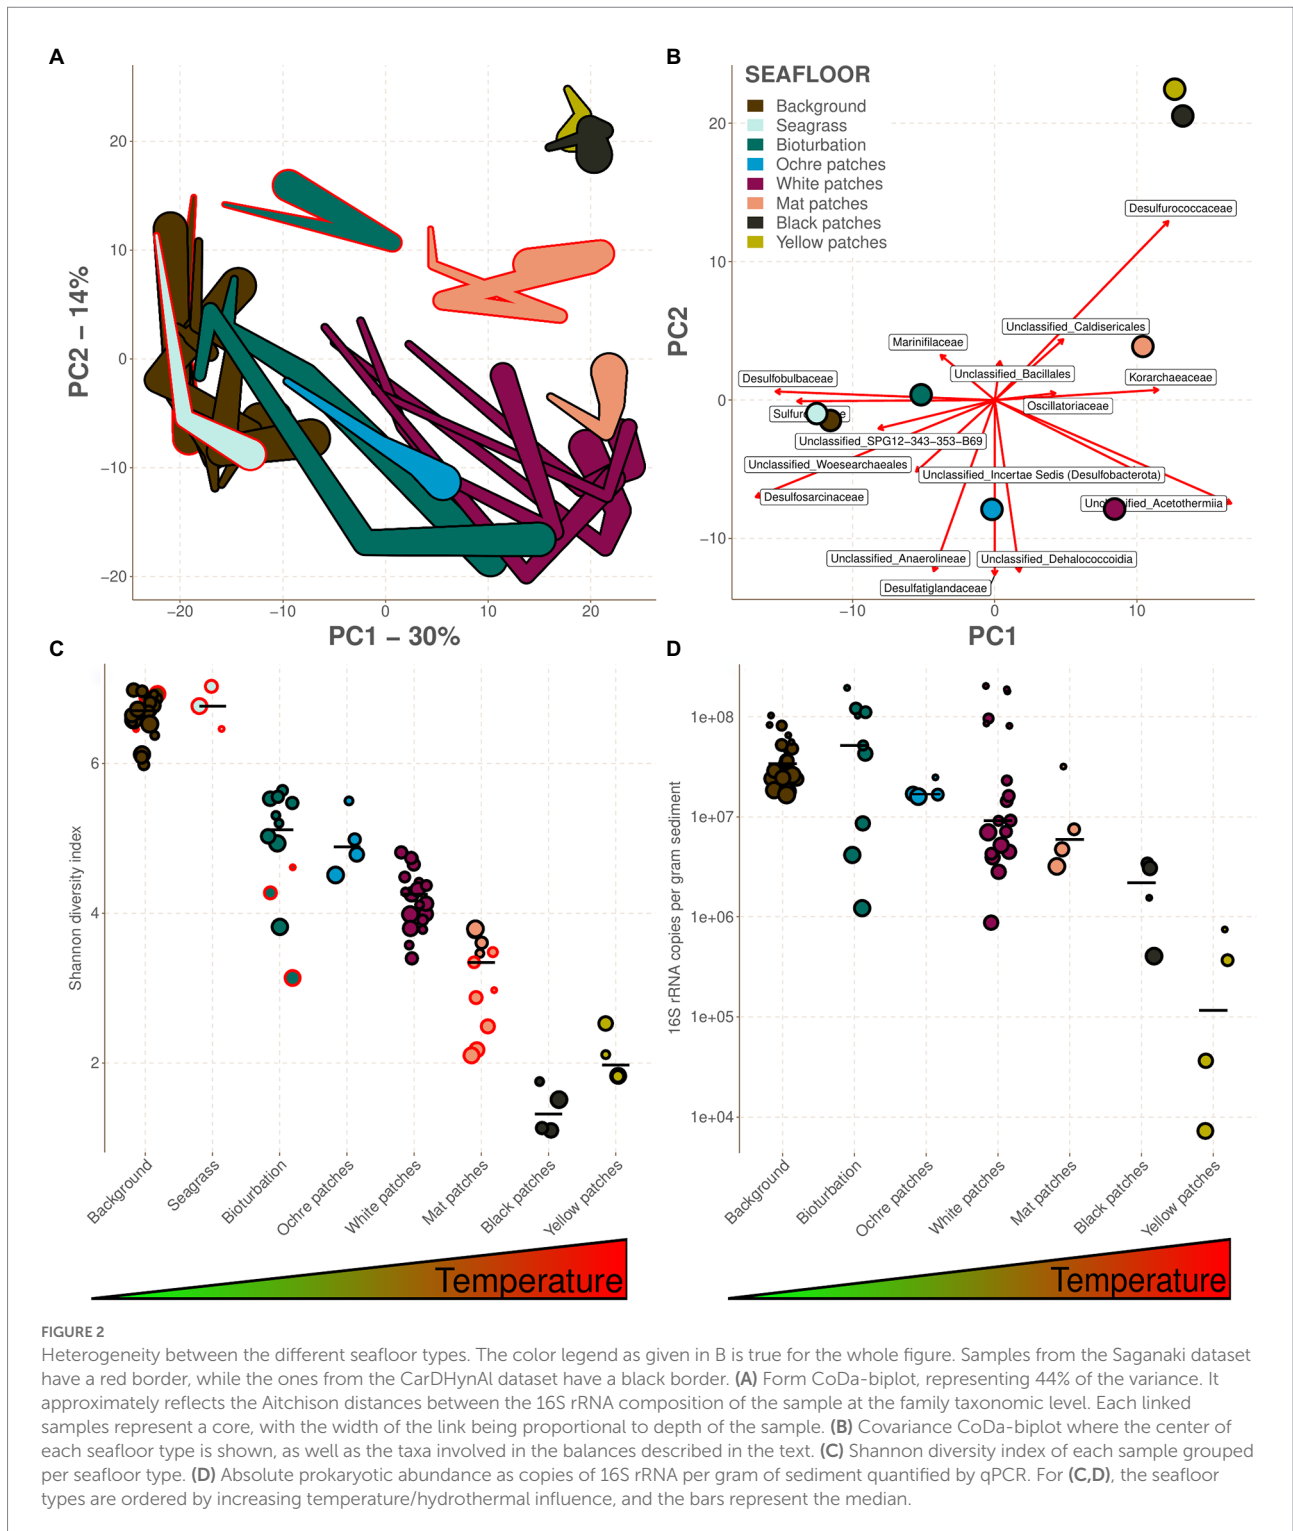 A
20
10
0
−10
−20
PC2 − 14%
−20
−10
0
10
20
PC1 − 30%
B
SEAFLOOR
Background
Seagrass
Bioturbation
Ochre patches
White patches
Mat patches
Black patches
Yellow patches
20
10
0
−10
PC2
Desulfurococcaceae
Unclassified_Caldisericales
Marinifilaceae
Unclassified_Bacillales
Desulfobulbaceae
Korarchaeaceae
Oscillatoriaceae
Unclassified_SPG12−343−353−B69
Unclassified_Woesearchaeales
Unclassified_Incertae Sedis (Desulfobacterota)
Desulfosarcinaceae
Unclassified_Anaerolineae
Unclassified_Dehalococcoidia
Desulfatiglandaceae
−10
0
10
PC1
C
Shannon diversity index
6
4
2
Background
Seagrass
Bioturbation
Ochre patches
White patches
Mat patches
Black patches
Yellow patches
Temperature
D
16S rRNA copies per gram sediment
1e+08
1e+07
1e+06
1e+05
1e+04
Background
Bioturbation
Ochre patches
White patches
Mat patches
Black patches
Yellow patches
Temperature
FIGURE 2
Heterogeneity between the different seafloor types. The color legend as given in B is true for the whole figure. Samples from the Saganaki dataset
have a red border, while the ones from the CarDHynAl dataset have a black border. (A) Form CoDa-biplot, representing 44% of the variance. It
approximately reflects the Aitchison distances between the 16S rRNA composition of the sample at the family taxonomic level. Each linked
samples represent a core, with the width of the link being proportional to depth of the sample. (B) Covariance CoDa-biplot where the center of
each seafloor type is shown, as well as the taxa involved in the balances described in the text. (C) Shannon diversity index of each sample grouped
per seafloor type. (D) Absolute prokaryotic abundance as copies of 16S rRNA per gram of sediment quantified by qPCR. For (C,D), the seafloor
types are ordered by increasing temperature/hydrothermal influence, and the bars represent the median.